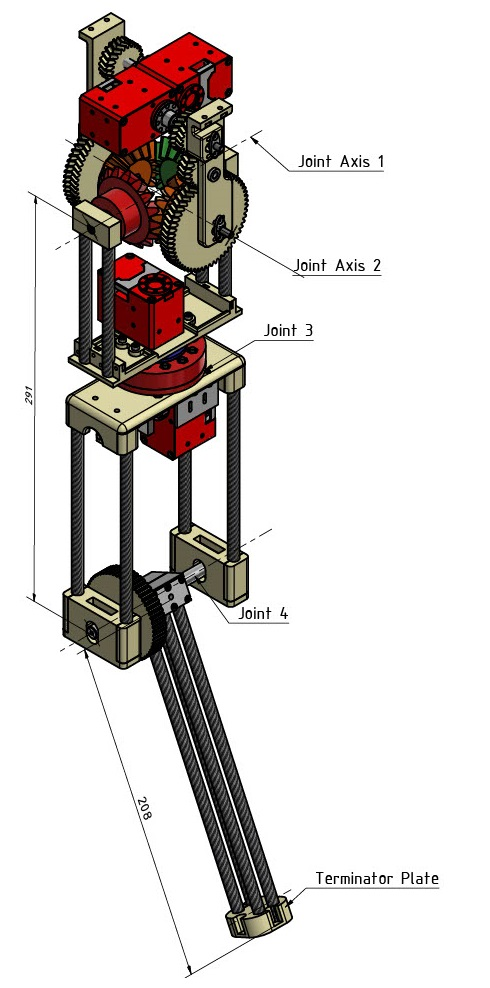 Joint Axis 1
Joint Axis 2
Joint 3
291
Joint 4
208
Terminator Plate